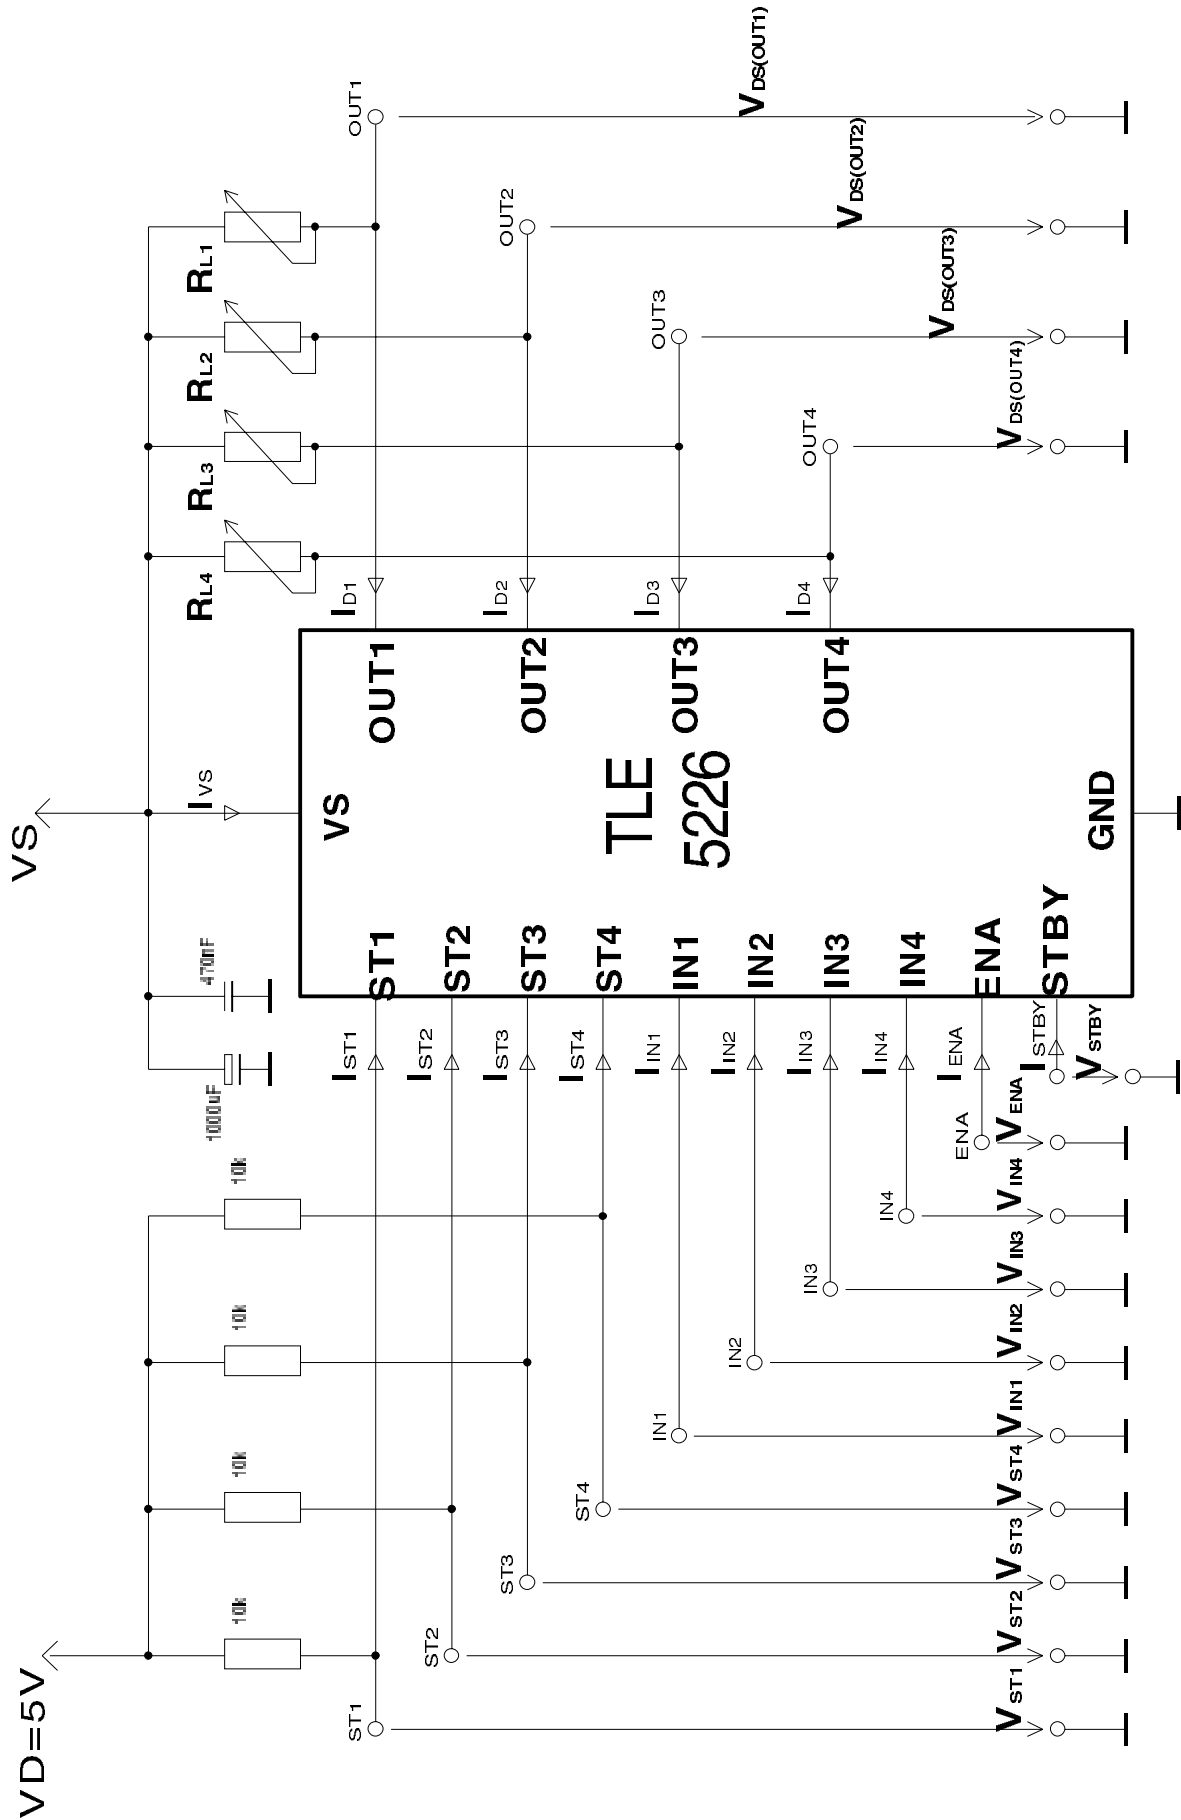 VD=5V
10k
10k
10k
10k
1000uF
470nF
VS
IVS
RL4
RL3
RL2
RL1
ST1
ST2
ST3
ST4
IN1
IN2
IN3
IN4
ENA
IST1
IST2
IST3
IST4
IIN1
IIN2
IIN3
IIN4
IENA
ISTBY
VS
ST1
ST2
ST3
ST4
IN1
IN2
IN3
IN4
ENA
STBY
TLE
5226
GND
OUT1
OUT2
OUT3
OUT4
ID1
ID2
ID3
ID4
OUT1
OUT2
OUT3
OUT4
VST1
VST2
VST3
VST4
VIN1
VIN2
VIN3
VIN4
VENA
VSTBY
VDS(OUT4)
VDS(OUT3)
VDS(OUT2)
VDS(OUT1)